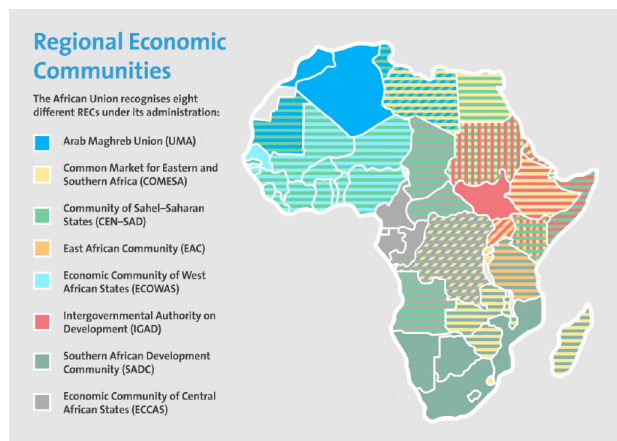 Regional Economic
Communities
The African Union recognises eight
different RECs under its administration:
Arab Maghreb Union (UMA)
Common Market for Eastern and
Southern Africa (COMESA)
Community of Sahel–Saharan
States (CEN–SAD)
East African Community (EAC)
Economic Community of West
African States (ECOWAS)
Intergovernmental Authority on
Development (IGAD)
Southern African Development
Community (SADC)
Economic Community of Central
African States (ECCAS)